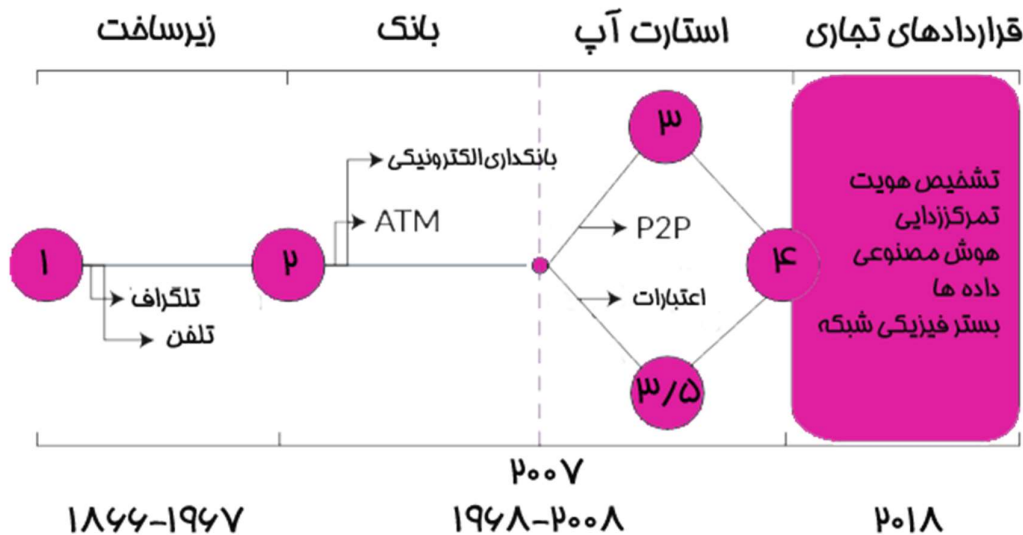 زیرساخت
بانک
استارت آپ
قراردادهای تجاری
۳
بانکداری الکترونیکی
ATM
P2P
۱
۲
۴
تلگراف
تلفن
اعتبارات
۳/۵
تشخیص هویت
تمرکززدایی
هوش مصنوعی
داده ها
بستر فیزیکی شبکه
۲۰۰۷
۱۸۶۶-۱۹۶۷
۱۹۶۸-۲۰۰۸
۲۰۱۸